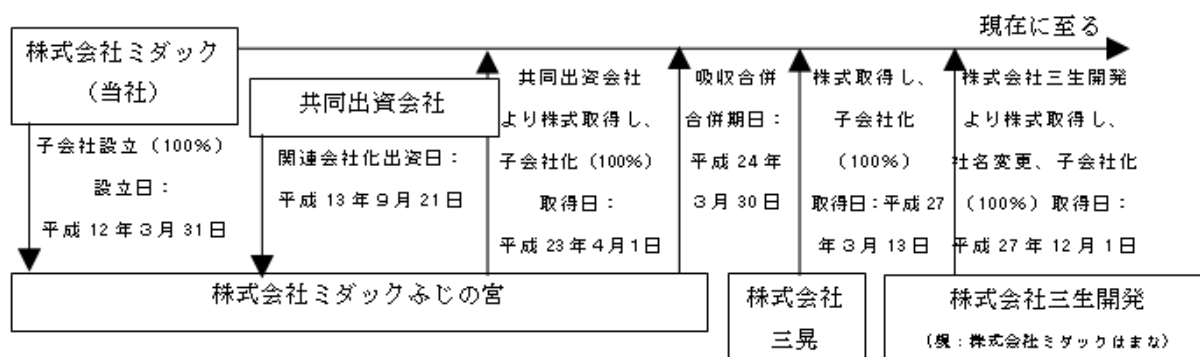 現在に至る
株式会社ミダック
（当社）
子会社設立（100%）
設立日：
平成12年3月31日
共同出資会社
関連会社化出資日：
平成13年9月21日
共同出資会社
より株式取得し、
子会社化（100%）
取得日：
平成23年4月1日
吸収合併
合併期日：
平成24年
3月30日
株式取得し、
子会社化
（100%）
取得日：平成27
年3月13日
株式会社三生開発
より株式取得し、
社名変更、子会社化
（100%）取得日：
平成27年12月1日
株式会社ミダックふじの宮
株式会社
三晃
株式会社三生開発
（現：株式会社ミダックはまな）